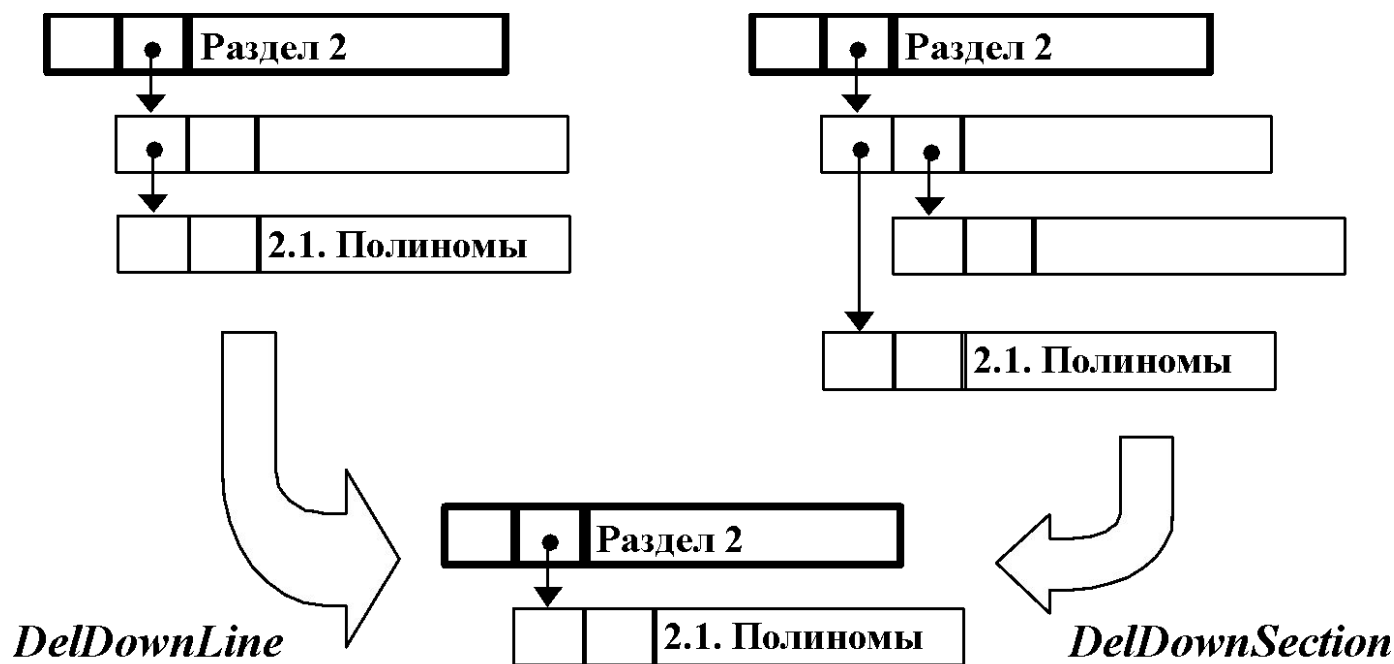 Раздел 2
Раздел 2
2.1. Полиномы
2.1. Полиномы
Раздел 2
2.1. Полиномы
DelDownLine
DelDownSection